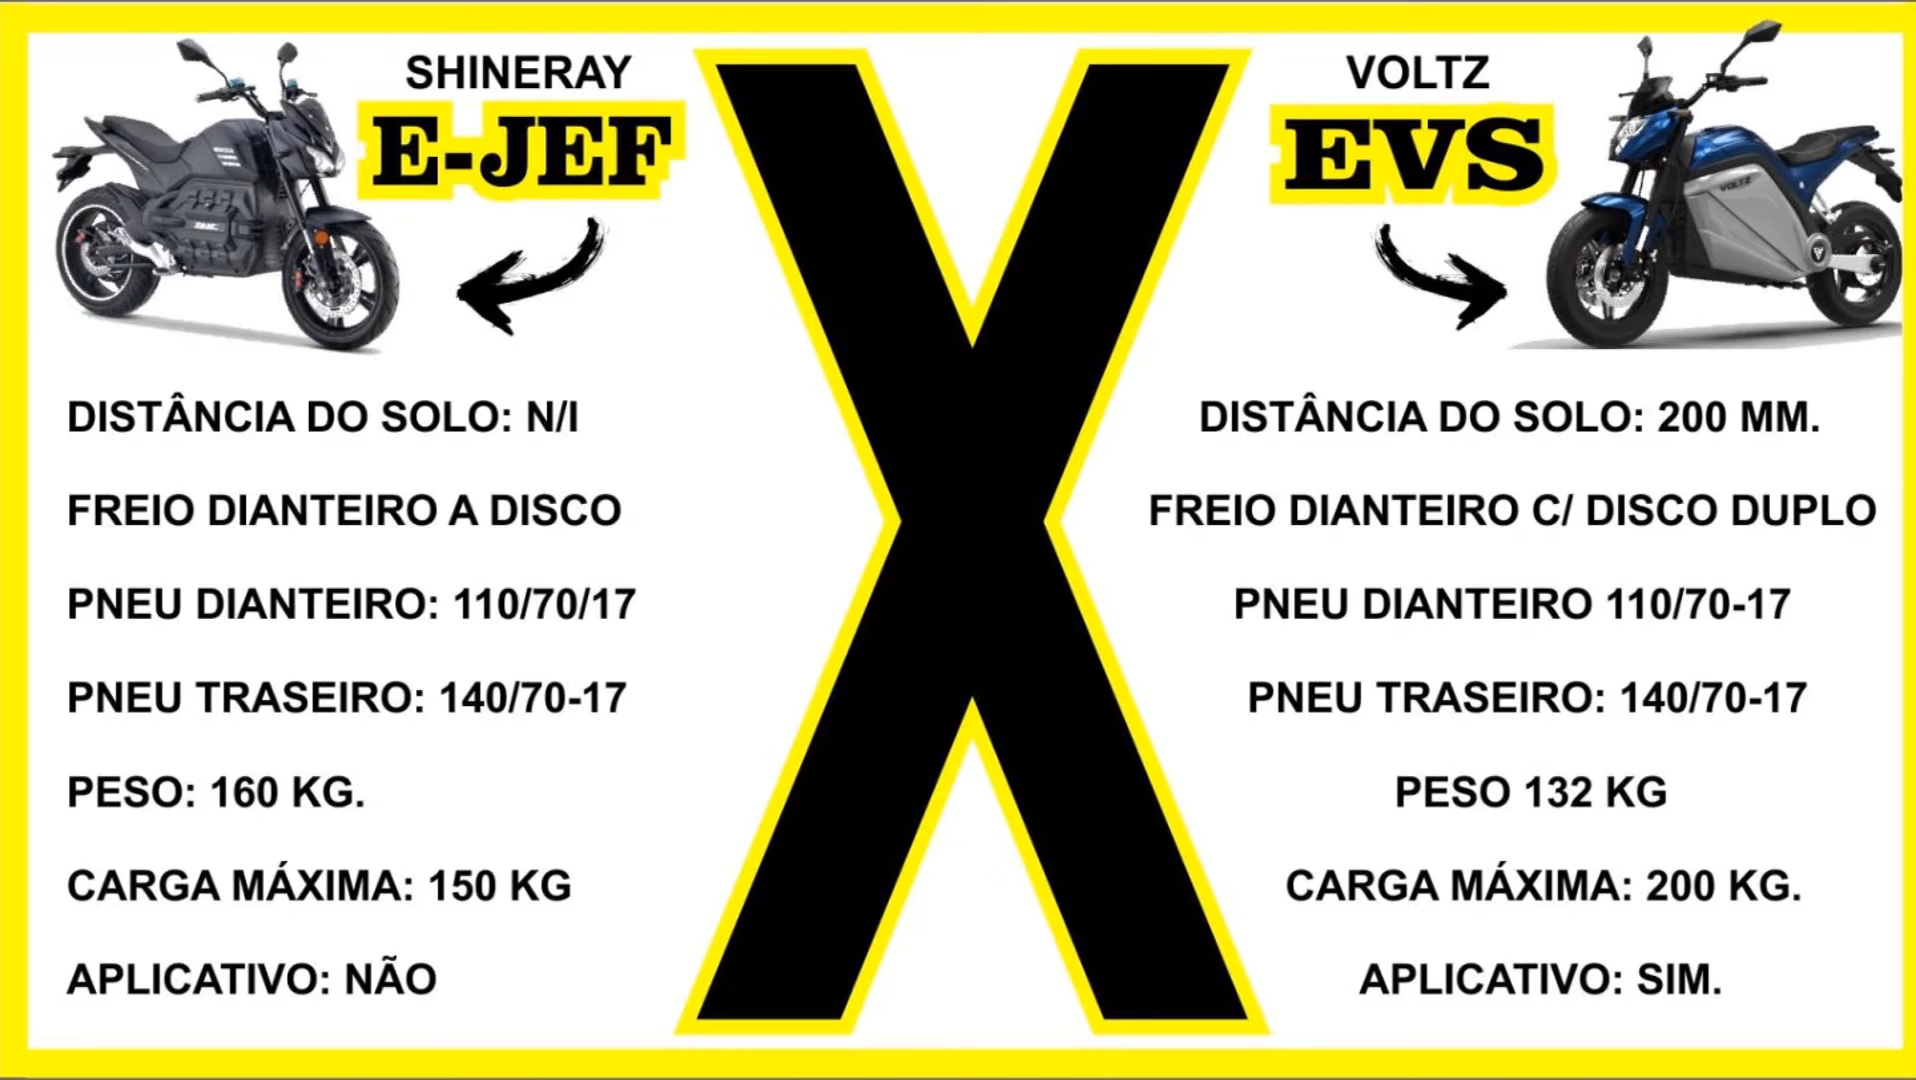 SHINERAY
E-JEF
X
VOLTZ
EVS
VOLTZ
DISTÂNCIA DO SOLO: N/I
FREIO DIANTEIRO A DISCO
PNEU DIANTEIRO: 110/70/17
PNEU TRASEIRO: 140/70-17
PESO: 160 KG.
CARGA MÁXIMA: 150 KG
APLICATIVO: NÃO
DISTÂNCIA DO SOLO: 200 MM.
FREIO DIANTEIRO C/ DISCO DUPLO
PNEU DIANTEIRO 110/70-17
PNEU TRASEIRO: 140/70-17
PESO 132 KG
CARGA MÁXIMA: 200 KG.
APLICATIVO: SIM.